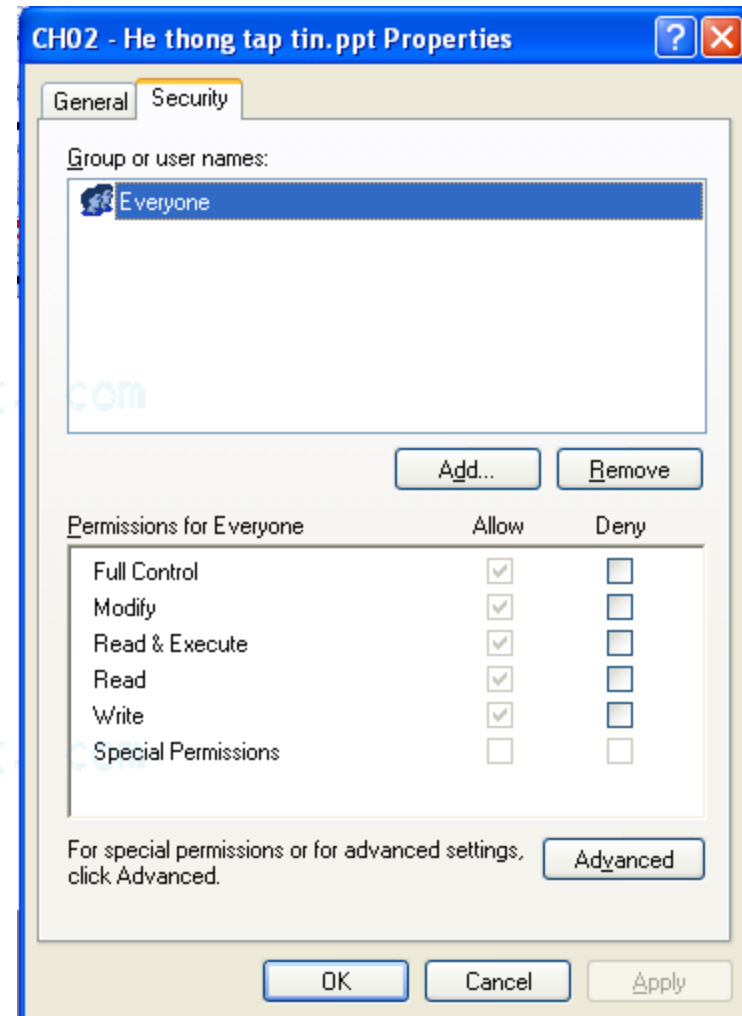 CH02 - He thong tap tin.ppt Properties
General Security
Group or user names:
Everyone
.com
Add... Remove
Permissions for Everyone Allow Deny
Full Control
Modify
Read & Execute
Read
Write
Special Permissions
.com
For special permissions or for advanced settings, Advanced
click Advanced.
OK Cancel Apply